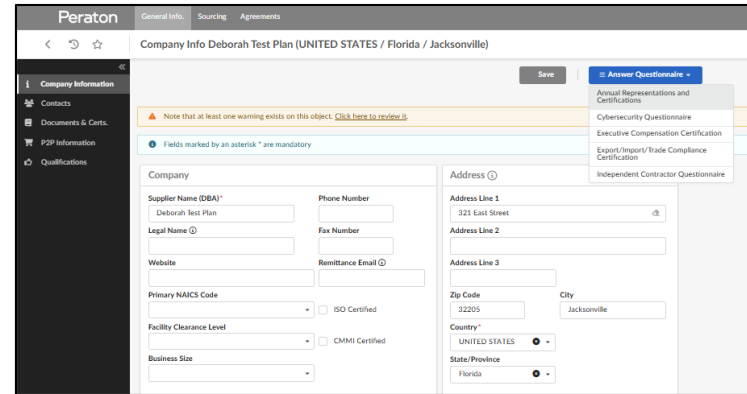 Peraton
General Info. Sourcing Agreements
Company Info Deborah Test Plan (UNITED STATES / Florida / Jacksonville)
Save
Answer Questionnaire
Annual Representations and
Certifications
Cybersecurity Questionnaire
Executive Compensation Certification
Export/Import/Trade Compliance
Certification
Independent Contractor Questionnaire
Company Information
Contacts
Documents & Certs.
P2P Information
Qualifications
Note that at least one warning exists on this object. Click here to review it.
Fields marked by an asterisk * are mandatory
Company
Supplier Name (DBA)* Phone Number
Deborah Test Plan
Legal Name Fax Number
Website Remittance Email
Primary NAICS Code
ISO Certified
Facility Clearance Level
CMMI Certified
Business Size
Address
Address Line 1
321 East Street
Address Line 2
Address Line 3
Zip Code City
32205 Jacksonville
Country*
UNITED STATES
State/Province
Florida